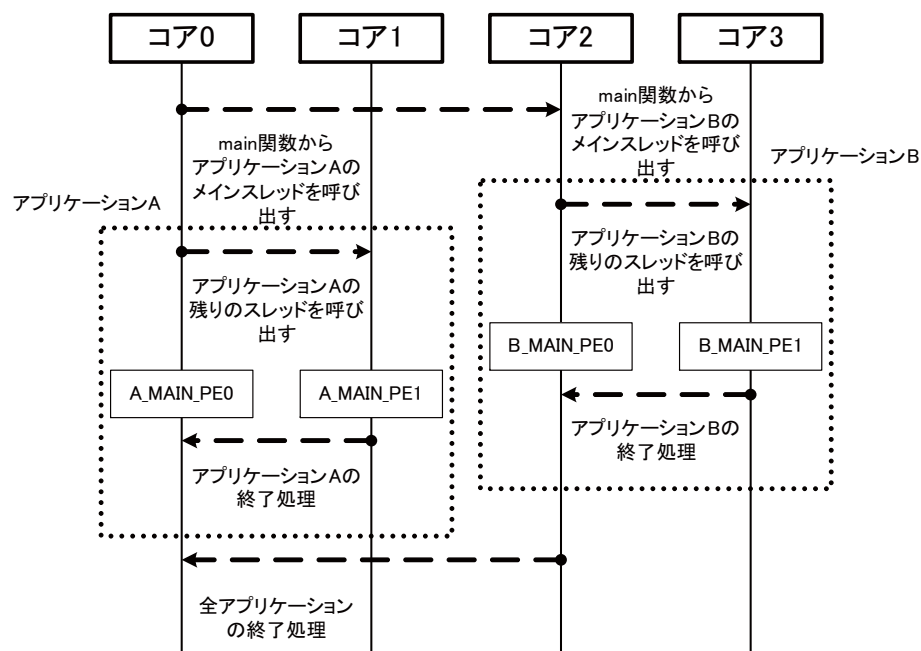 コア0
コア1
コア2
コア3
main関数から
アプリケーションBの
メインスレッドを呼び
出す
main関数から
アプリケーションAの
メインスレッドを呼び
出す
アプリケーションB
アプリケーションA
アプリケーションBの
残りのスレッドを呼び
出す
アプリケーションAの
残りのスレッドを呼び
出す
B_MAIN_PE0
B_MAIN_PE1
A_MAIN_PE0
A_MAIN_PE1
アプリケーションBの
終了処理
アプリケーションAの
終了処理
全アプリケーション
の終了処理